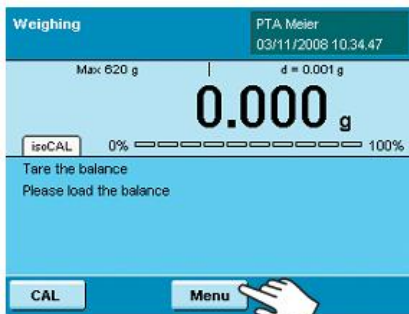 Weighing PTA Meier
03/11/2008 10.34.47
Max 620 g d = 0.001 g
0.000 g
isoCAL 0% 100%
Tare the balance
Please load the balance
CAL Menu